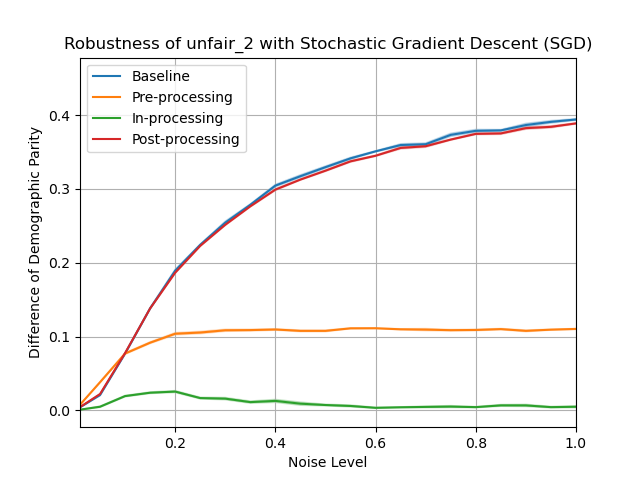 Robustness of unfair_2 with Stochastic Gradient Descent (SGD)
Baseline
Pre-processing
In-processing
Post-processing
Difference of Demographic Parity
0.4
0.3
0.2
0.1
0.0
0.2 0.4 0.6 0.8 1.0
Noise Level